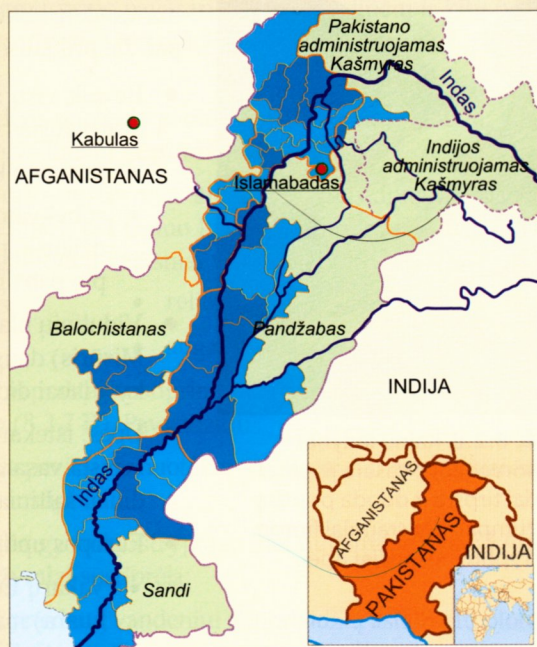 Pakistano
administruojamas
Kašmyras
Indas
Kabulas
AFGANISTANAS
Islamabadas
Indijos
administruojamas
Kašmyras
Balochistanas
Pandžabas
INDIJA
Indas
Sandi
AFGANISTANAS
PAKISTANAS
INDIJA